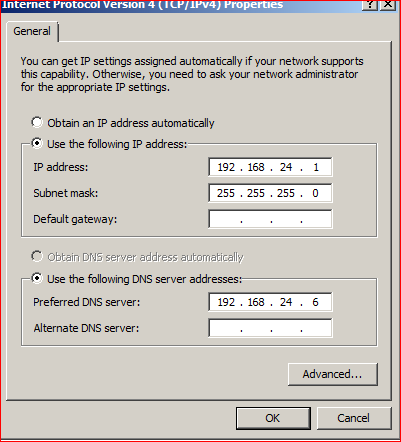 Internet Protocol Version 4 (TCP/IPv4) Properties
General
You can get IP settings assigned automatically if your network supports
this capability. Otherwise, you need to ask your network administrator
for the appropriate IP settings.
Obtain an IP address automatically
Use the following IP address:
IP address: 192 . 168 . 24 . 1
Subnet mask: 255 . 255 . 255 . 0
Default gateway: . . .
Obtain DNS server address automatically
Use the following DNS server addresses:
Preferred DNS server: 192 . 168 . 24 . 6
Alternate DNS server: . . .
Advanced...
OK Cancel